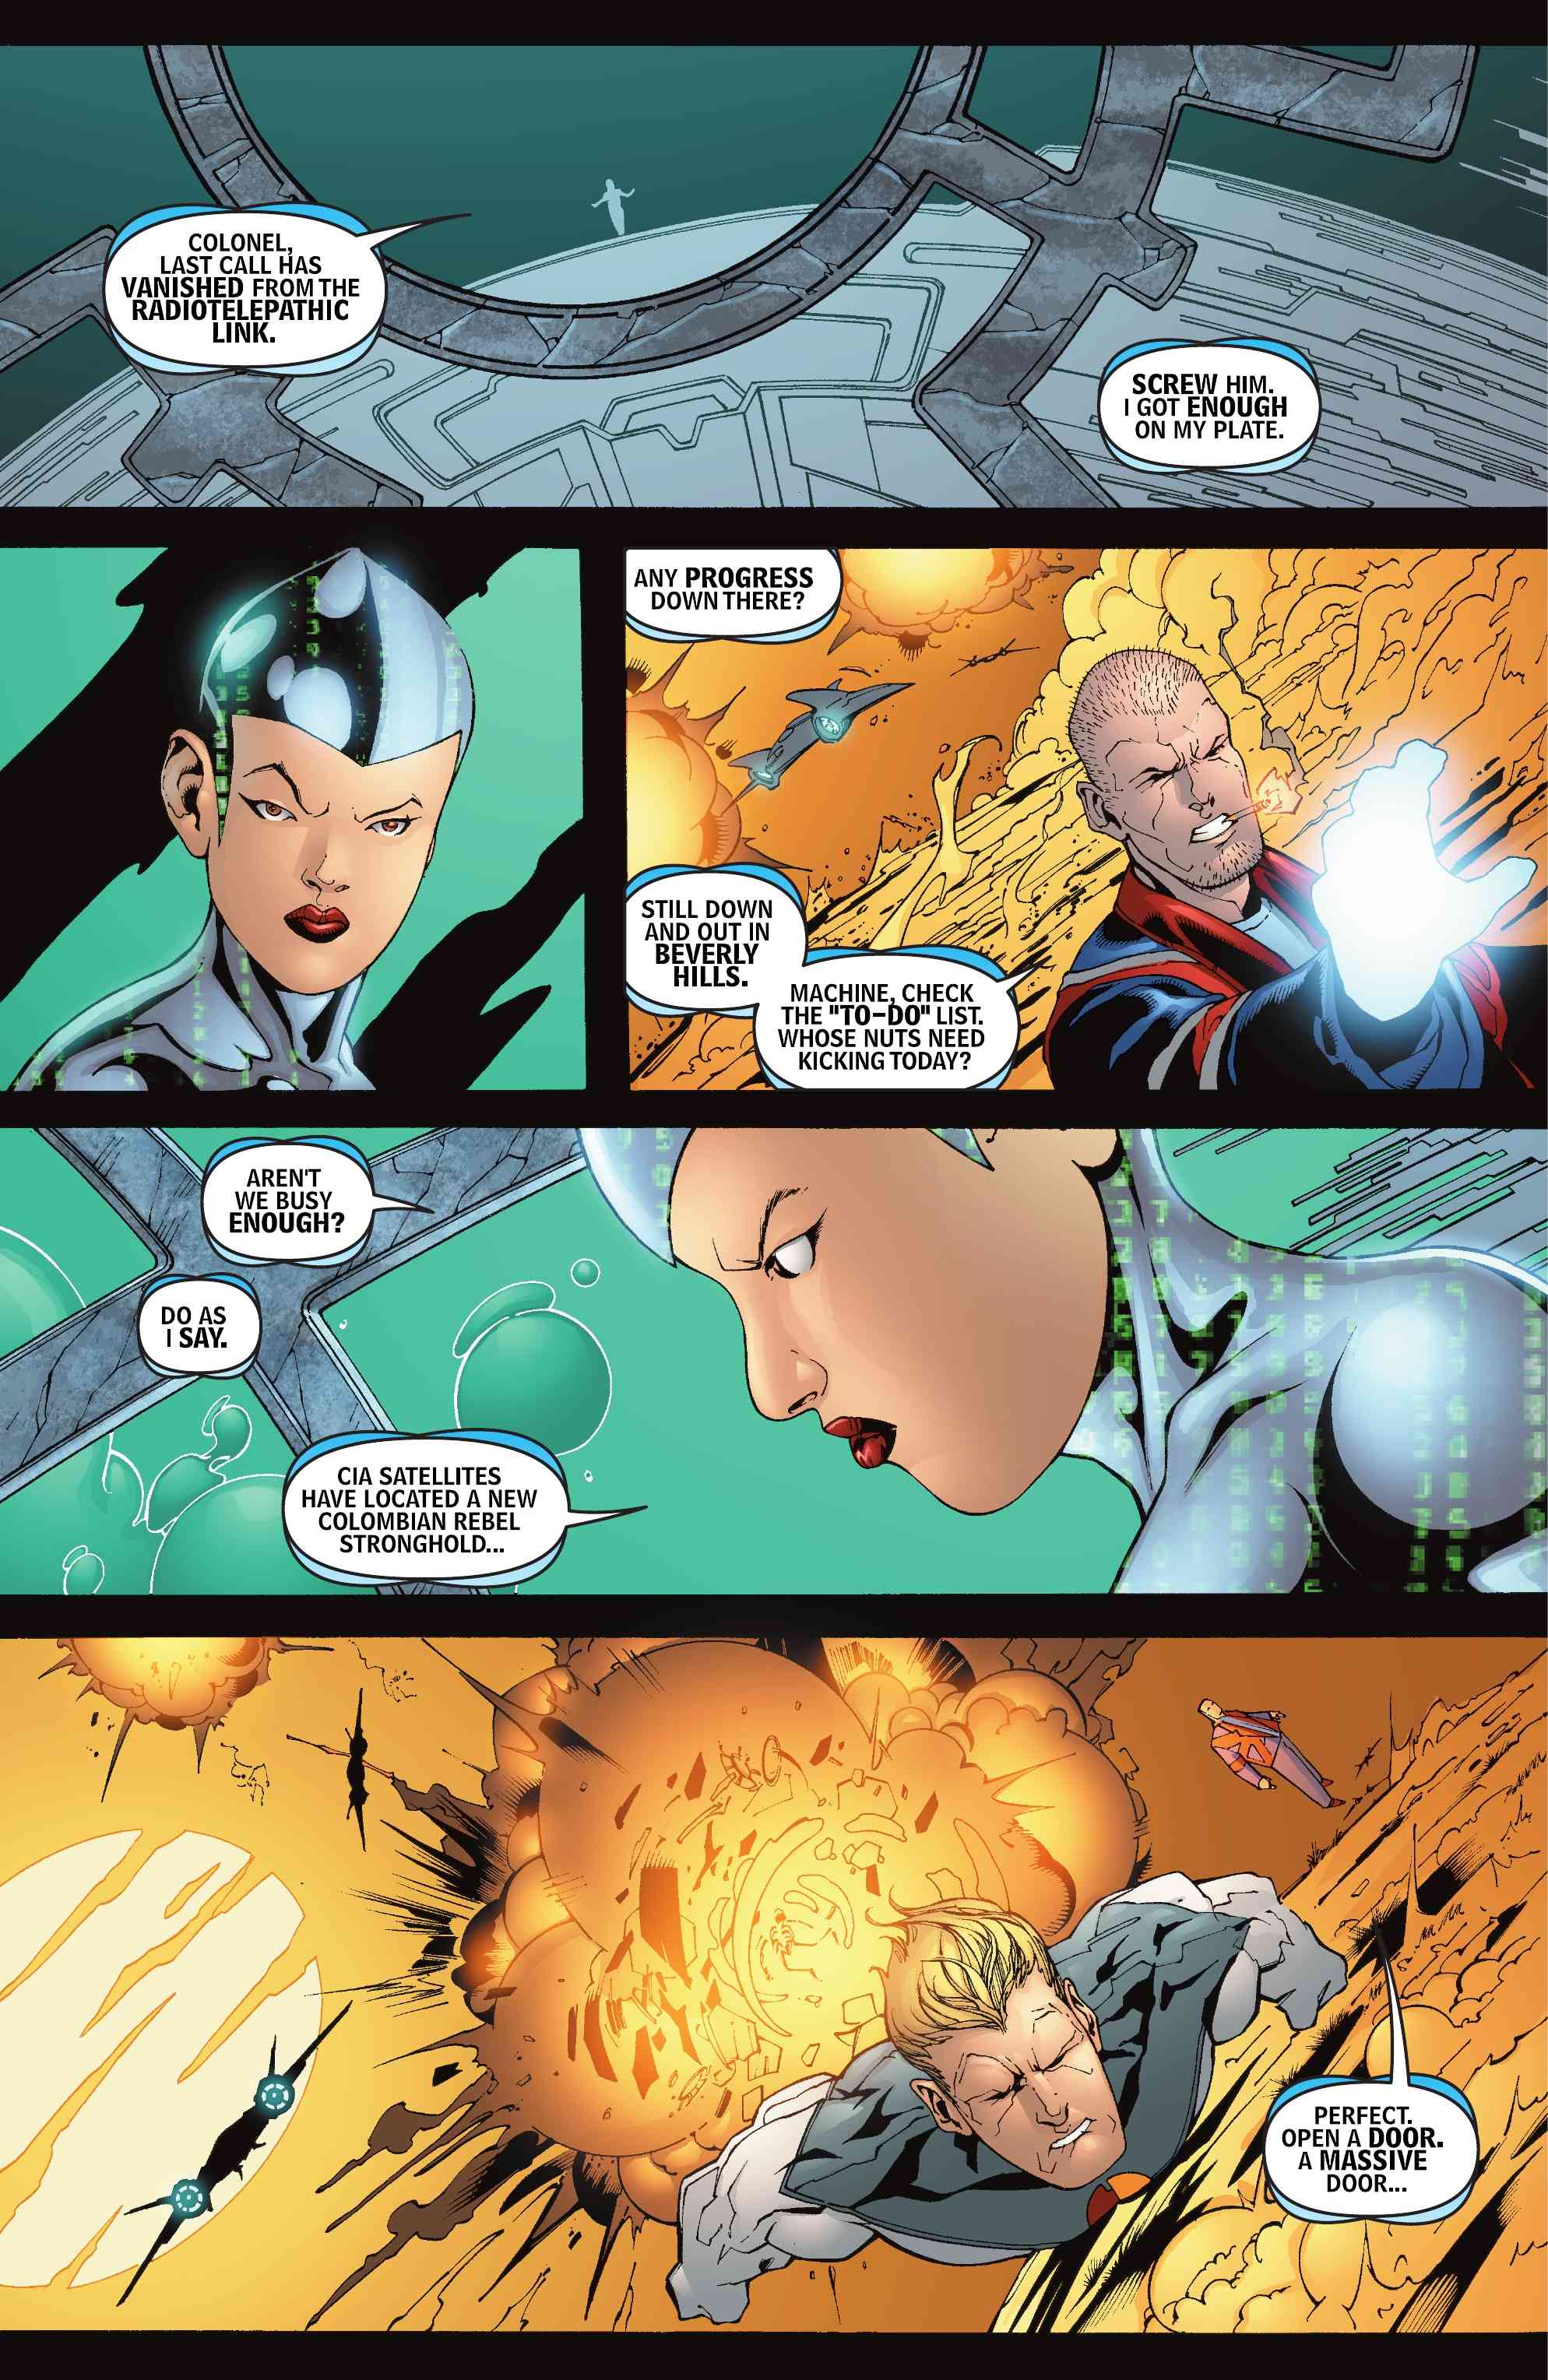 COLONEL,
LAST CALL HAS
VANISHED FROM THE
RADIOTELEPATHIC
LINK.
SCREW HIM.
I GOT ENOUGH
ON MY PLATE.
ANY PROGRESS
DOWN THERE?
STILL DOWN
AND OUT IN
BEVERLY
HILLS.
MACHINE, CHECK
THE "TO-DO" LIST.
WHOSE NUTS NEED
KICKING TODAY?
AREN'T
WE BUSY
ENOUGH?
DO AS
I SAY.
CIA SATELLITES
HAVE LOCATED A NEW
COLOMBIAN REBEL
STRONGHOLD...
PERFECT.
OPEN A DOOR.
A MASSIVE
DOOR...